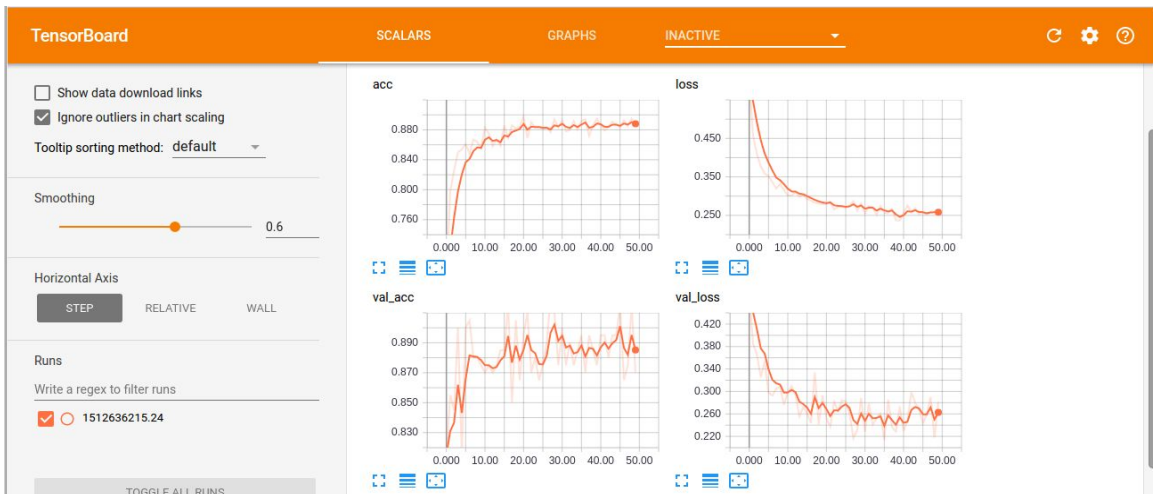 TensorBoard SCALARS GRAPHS INACTIVE
Show data download links
Ignore outliers in chart scaling
Tooltip sorting method: default
Smoothing
0.6
Horizontal Axis
STEP RELATIVE WALL
Runs
Write a regex to filter runs
1512636215.24
TOGGLE ALL RUNS
acc
0.880
0.840
0.800
0.760
0.000 10.00 20.00 30.00 40.00 50.00
loss
0.450
0.350
0.250
0.000 10.00 20.00 30.00 40.00 50.00
val_acc
0.890
0.870
0.850
0.830
0.000 10.00 20.00 30.00 40.00 50.00
val_loss
0.420
0.380
0.340
0.300
0.260
0.220
0.000 10.00 20.00 30.00 40.00 50.00